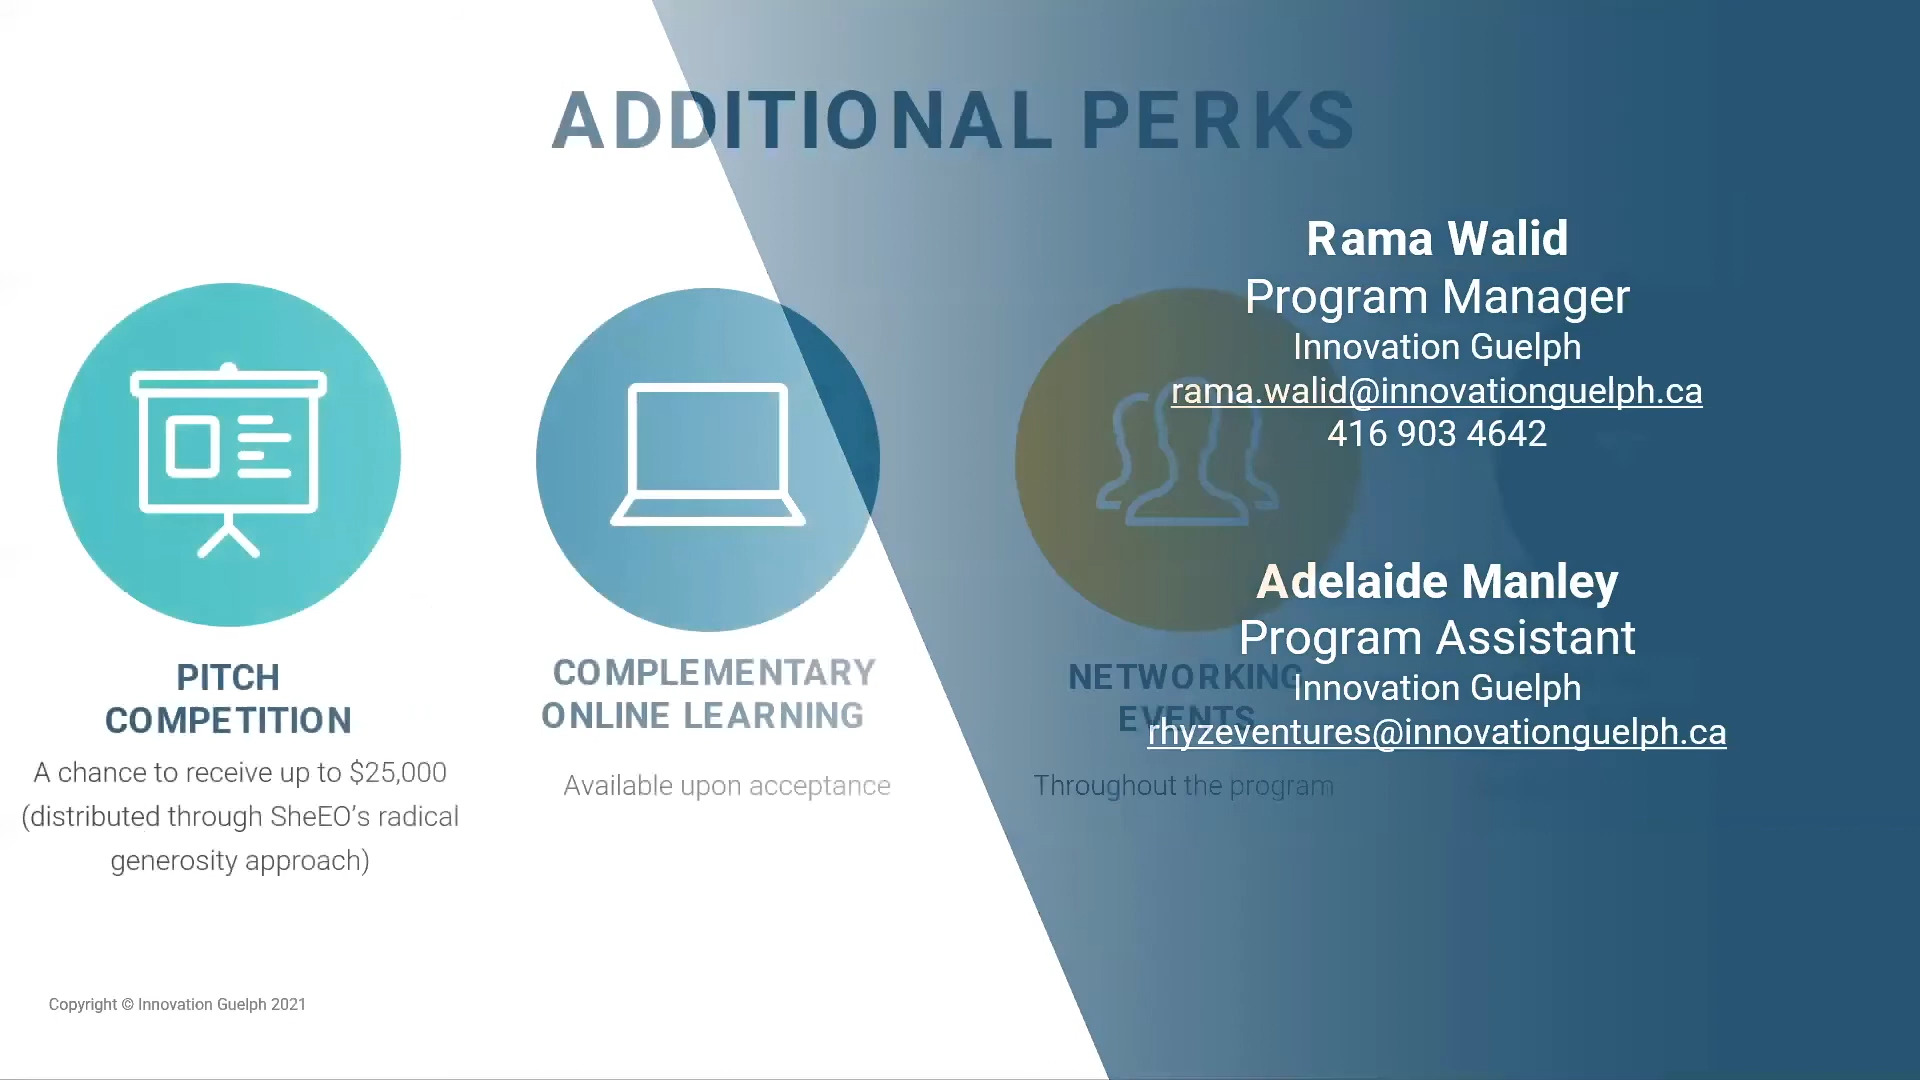 ADDITIONAL PERKS
PITCH
COMPETITION
A chance to receive up to $25,000
(distributed through SheEO's radical
generosity approach)
COMPLEMENTARY
ONLINE LEARNING
Available upon acceptance
NETWORKING
EVENTS
Throughout the program
Rama Walid
Program Manager
Innovation Guelph
rama.walid@innovationguelph.ca
416 903 4642
Adelaide Manley
Program Assistant
Innovation Guelph
rhyzeventures@innovationguelph.ca
Copyright © Innovation Guelph 2021